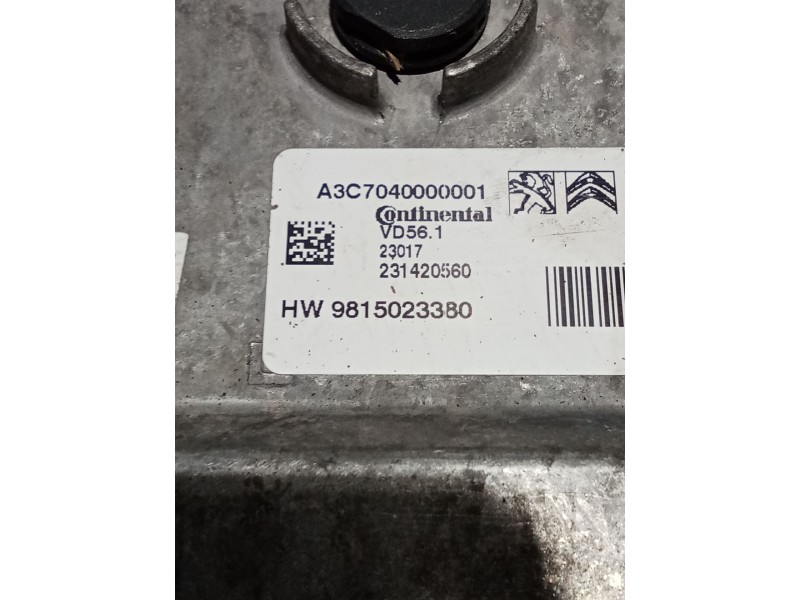 A3C7040000001
Continental
VD56.1
23017
231420560
HW 9815023380